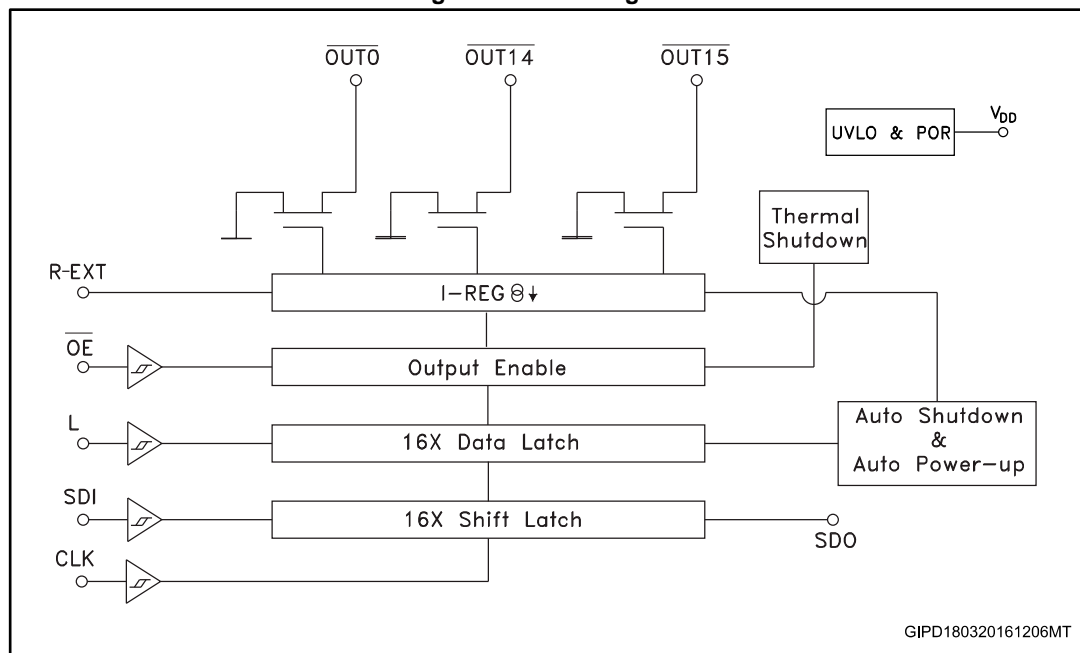 OUT0
OUT14
OUT15
VDD
UVLO & POR
Thermal
Shutdown
R-EXT
I-REG
OE
Output Enable
L
16X Data Latch
Auto Shutdown
&
Auto Power-up
SDI
16X Shift Latch
SDO
CLK
GIPD180320161206MT